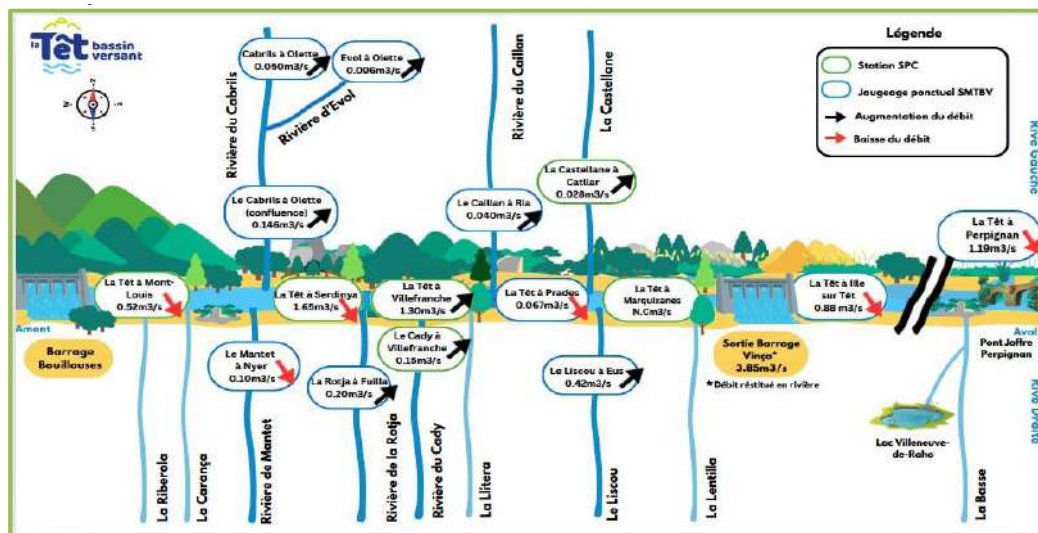 la Têt bassin
versant
Cabrils à Olette
0.050m3/s
Evol à Olette
0.096m3/s
Rivière du Cabrils
Rivière d'Evol
Rivière du Caillan
La Castellane
Légende
Station SPC
Jaugeage ponctuel SMTBV
Augmentation du débit
Baisse du débit
Rive Gauche
Le Cabrils à Olette
(confluence)
0.146m3/s
Le Caillan à Ria
0.040m3/s
La Castellane à
Catllar
0.028m3/s
La Têt à
Perpignan
1.19m3/s
La Têt à Mont-
Louis
0.52m3/s
La Têt à Serdinya
1.65m3/s
La Têt à
Villefranche
1.30m3/s
La Têt à Prades
0.067m3/s
La Têt à
Marquixanes
N.Cm3/s
La Têt à Ille
sur Têt
0.88 m3/s
Amont
Barrage
Bouillouses
Le Mantet
à Nyer
0.10m3/s
La Rotja à Fuilla
0.20m3/s
Le Cady à
Villefranche
0.15m3/s
Le Liscou à Eus
0.42m3/s
Sortie Barrage
Vinça*
3.85m3/s
*Débit réstitué en rivière
Aval
Pont Joffre
Perpignan
Rive Droite
Lac Villeneuve-
de-Raho
La Riberola
La Carança
Rivière de Mantet
Rivière de la Rotja
Rivière du Cady
La Llitera
Le Liscou
La Lentilla
La Basse